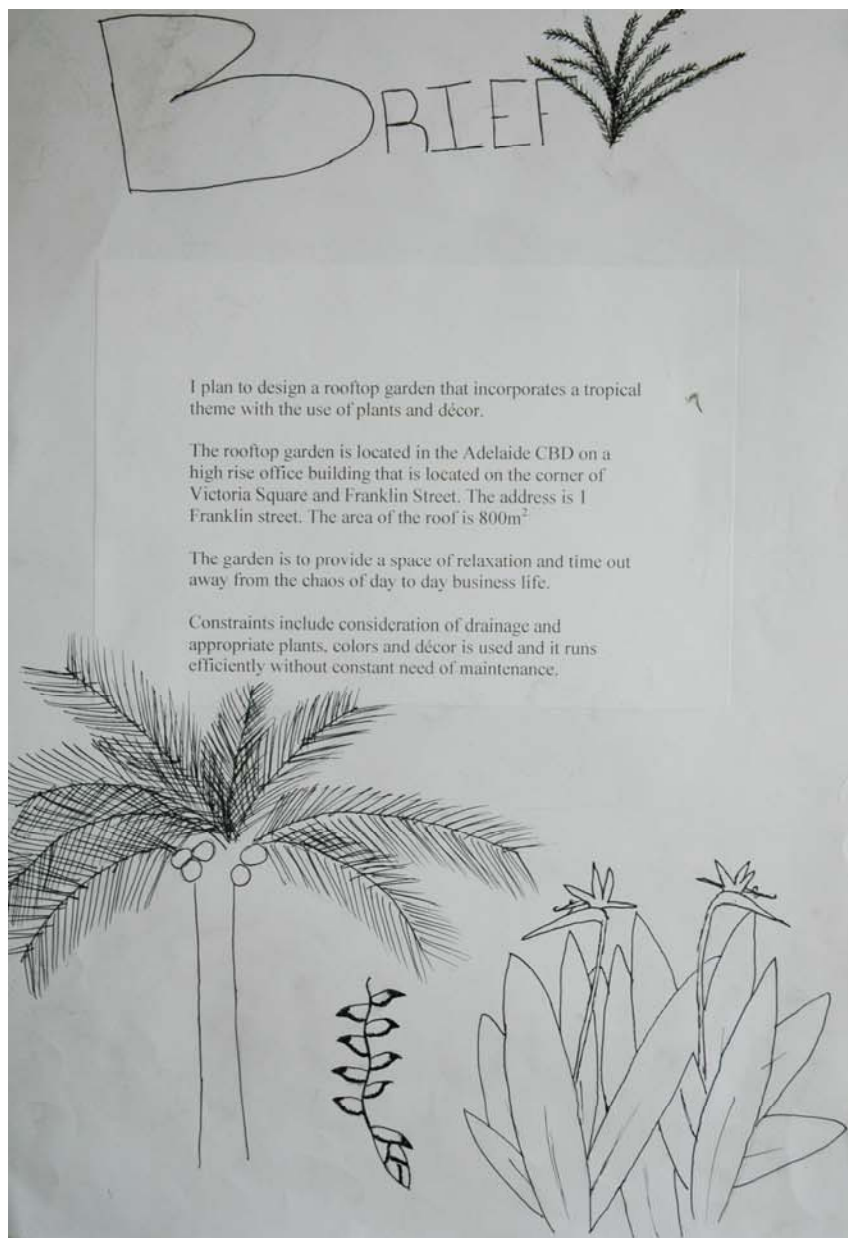 BRIEF
I plan to design a rooftop garden that incorporates a tropical
theme with the use of plants and décor.
The rooftop garden is located in the Adelaide CBD on a
high rise office building that is located on the corner of
Victoria Square and Franklin Street. The address is 1
Franklin street. The area of the roof is 800m²
The garden is to provide a space of relaxation and time out
away from the chaos of day to day business life.
Constraints include consideration of drainage and
appropriate plants, colors and décor is used and it runs
efficiently without constant need of maintenance.